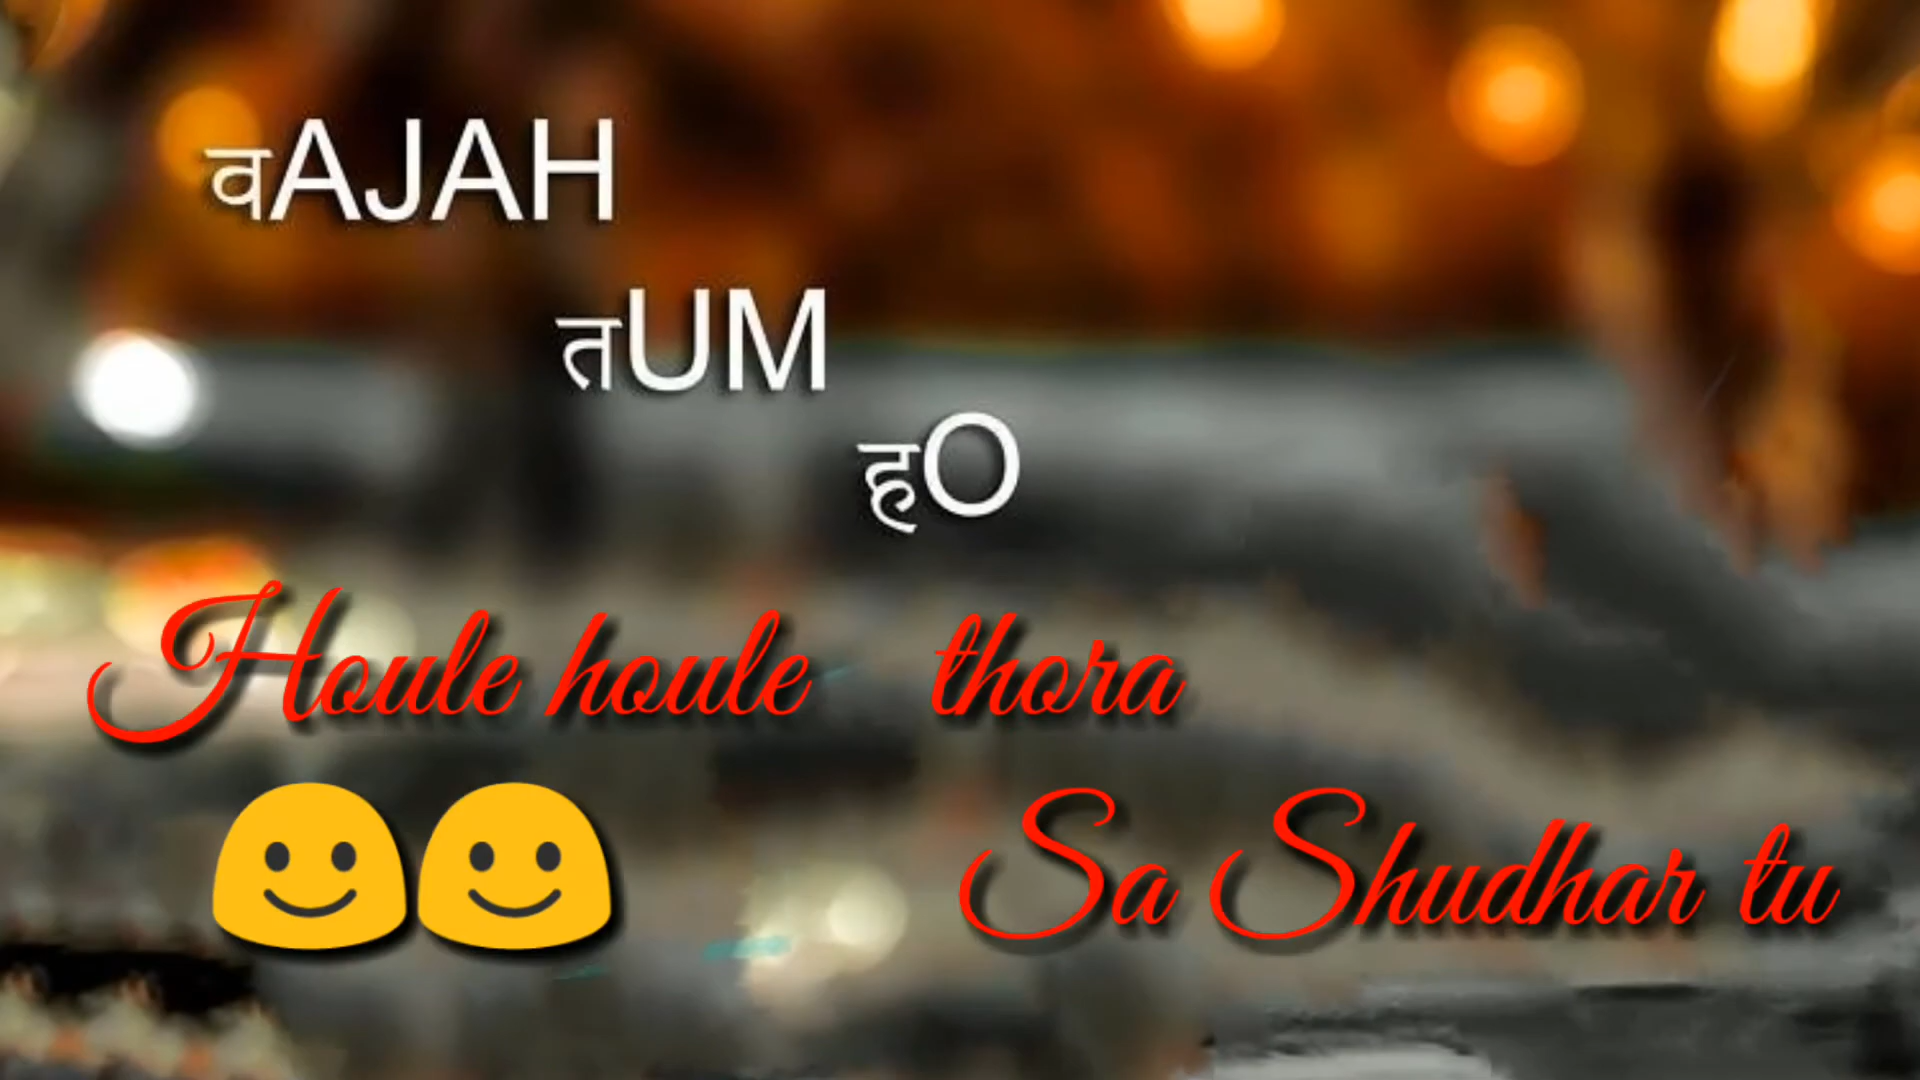 वAJAH
तUM
हO
Houle houle thora
Sa Shudhar tu